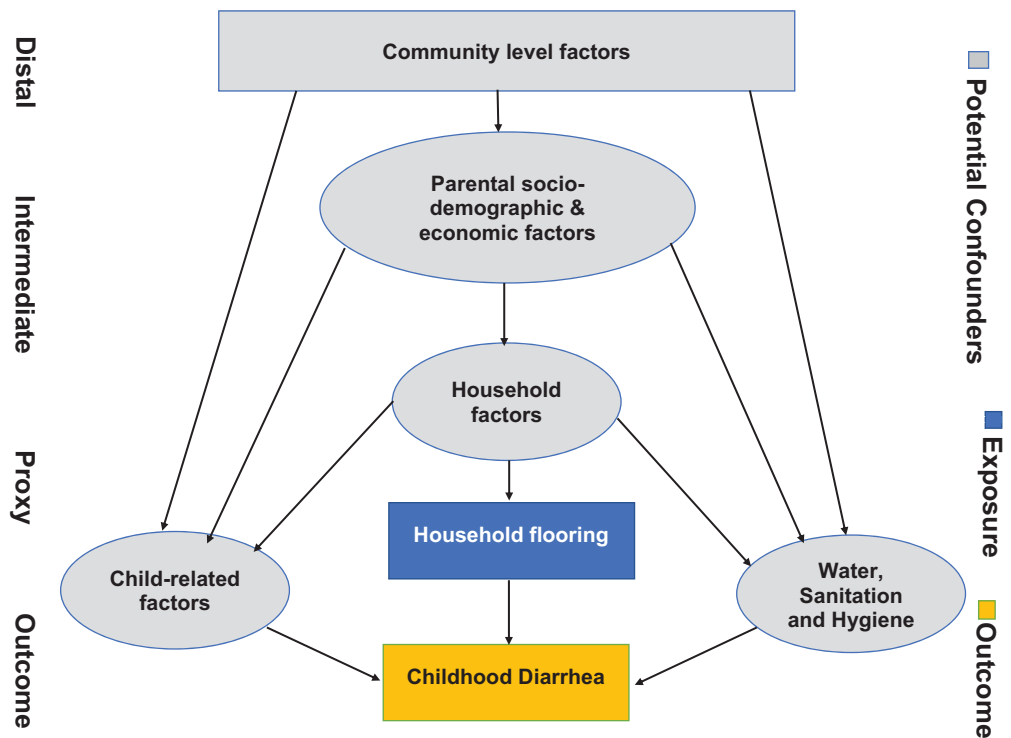 Community level factors
Parental socio-
demographic &
economic factors
Household
factors
Household flooring
Child-related
factors
Water,
Sanitation
and Hygiene
Childhood Diarrhea
Distal
Intermediate
Proxy
Outcome
Potential Confounders
Exposure
Outcome